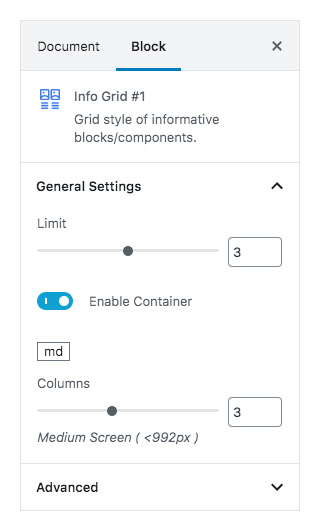 Document Block ×
Info Grid #1
Grid style of informative
blocks/components.
General Settings
Limit
3
Enable Container
md
Columns
3
Medium Screen ( <992px )
Advanced